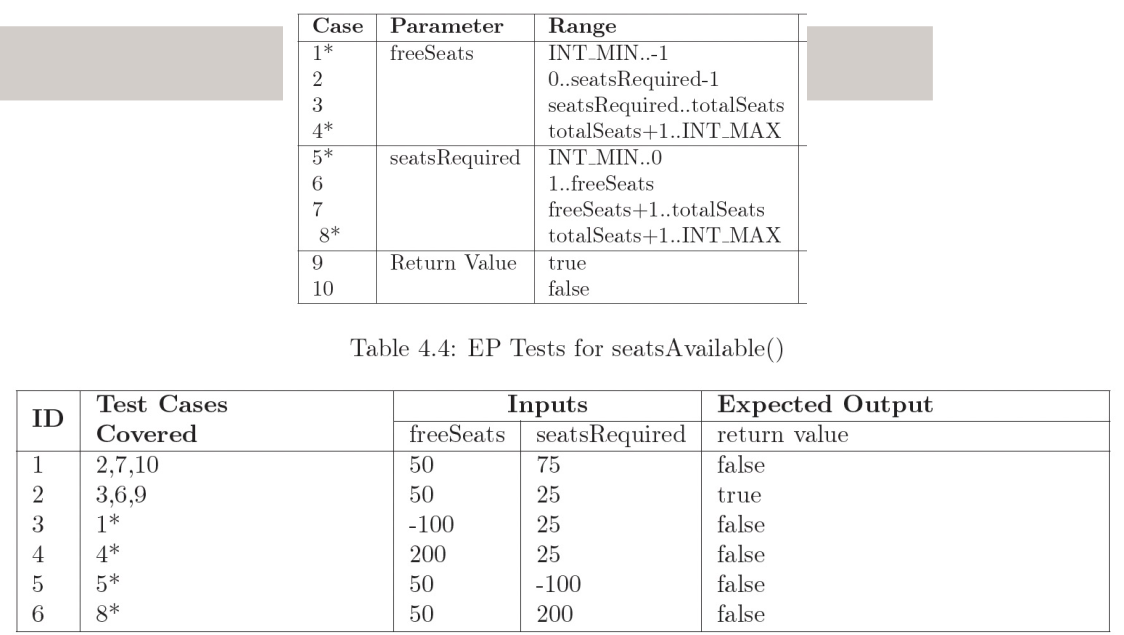 Case Parameter Range
1* freeSeats INT_MIN..-1
2 0..seatsRequired-1
3 seatsRequired..totalSeats
4* totalSeats+1..INT_MAX
5* seatsRequired INT_MIN..0
6 1..freeSeats
7 freeSeats+1..totalSeats
8* totalSeats+1..INT_MAX
9 Return Value true
10 false
Table 4.4: EP Tests for seatsAvailable()
ID Test Cases Covered Inputs Expected Output
freeSeats seatsRequired return value
1 2,7,10 50 75 false
2 3,6,9 50 25 true
3 1* -100 25 false
4 4* 200 25 false
5 5* 50 -100 false
6 8* 50 200 false